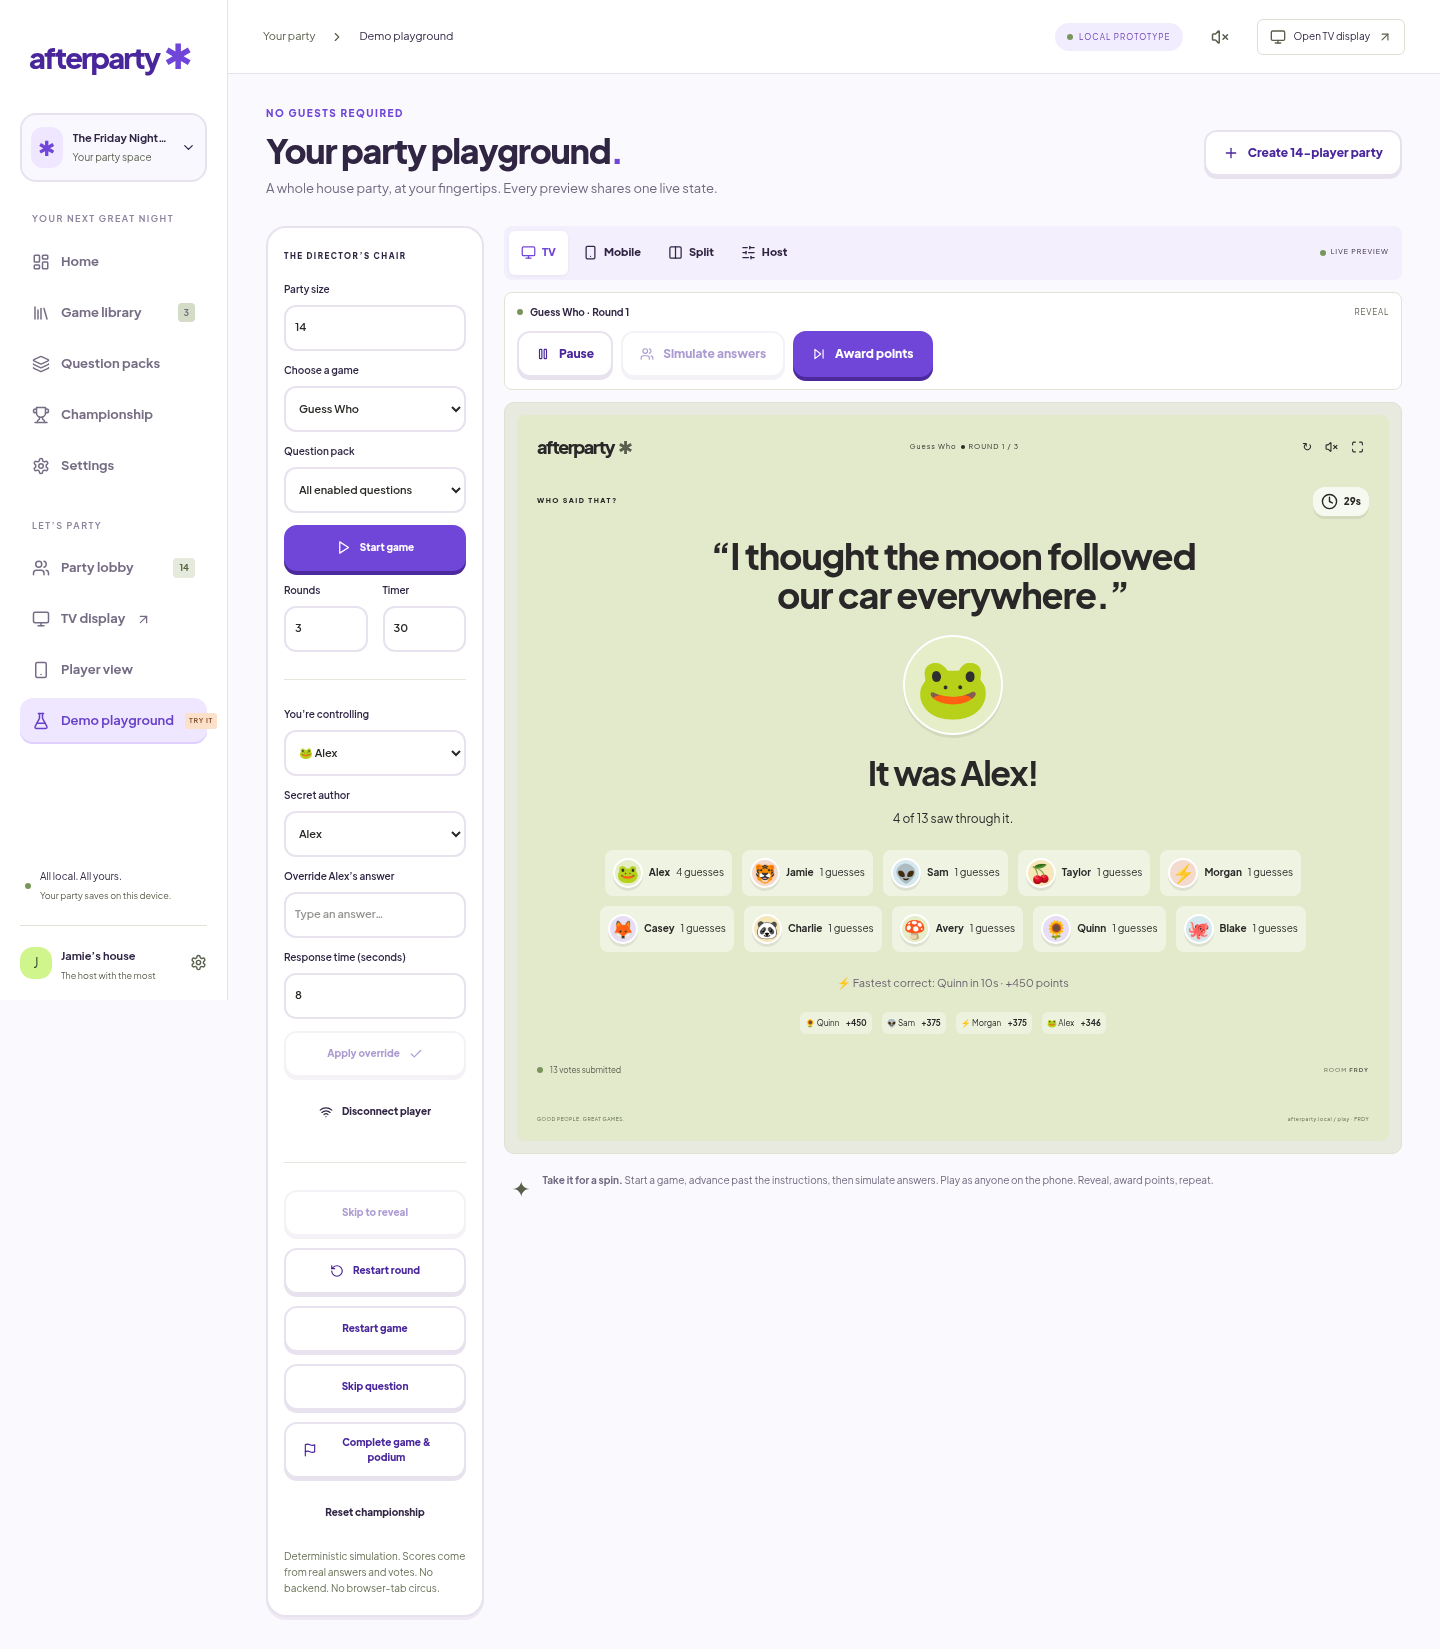 afterparty
The Friday Night...
Your party space
YOUR NEXT GREAT NIGHT
Home
Game library 3
Question packs
Championship
Settings
LET'S PARTY
Party lobby 14
TV display
Player view
Demo playground TRY IT
All local. All yours.
Your party saves on this device.
J
Jamie's house
The host with the most
Your party > Demo playground
LOCAL PROTOTYPE
Open TV display
NO GUESTS REQUIRED
Your party playground.
A whole house party, at your fingertips. Every preview shares one live state.
Create 14-player party
THE DIRECTOR'S CHAIR
Party size
14
Choose a game
Guess Who
Question pack
All enabled questions
Start game
Rounds Timer
3 30
You're controlling
🐸 Alex
Secret author
Alex
Override Alex's answer
Type an answer...
Response time (seconds)
8
Apply override
Disconnect player
Skip to reveal
Restart round
Restart game
Skip question
Complete game &
podium
Reset championship
Deterministic simulation. Scores come
from real answers and votes. No
backend. No browser-tab circus.
TV Mobile Split Host
LIVE PREVIEW
Guess Who · Round 1
REVEAL
Pause Simulate answers Award points
afterparty
Guess Who ● ROUND 1 / 3
WHO SAID THAT?
29s
“I thought the moon followed
our car everywhere.”
It was Alex!
4 of 13 saw through it.
Alex 4 guesses Jamie 1 guesses Sam 1 guesses Taylor 1 guesses Morgan 1 guesses
Casey 1 guesses Charlie 1 guesses Avery 1 guesses Quinn 1 guesses Blake 1 guesses
⚡ Fastest correct: Quinn in 10s · +450 points
Quinn +450 Sam +375 Morgan +375 Alex +346
13 votes submitted
ROOM FRDY
GOOD PEOPLE. GREAT GAMES.
afterparty.local / play · FRDY
Take it for a spin. Start a game, advance past the instructions, then simulate answers. Play as anyone on the phone. Reveal, award points, repeat.